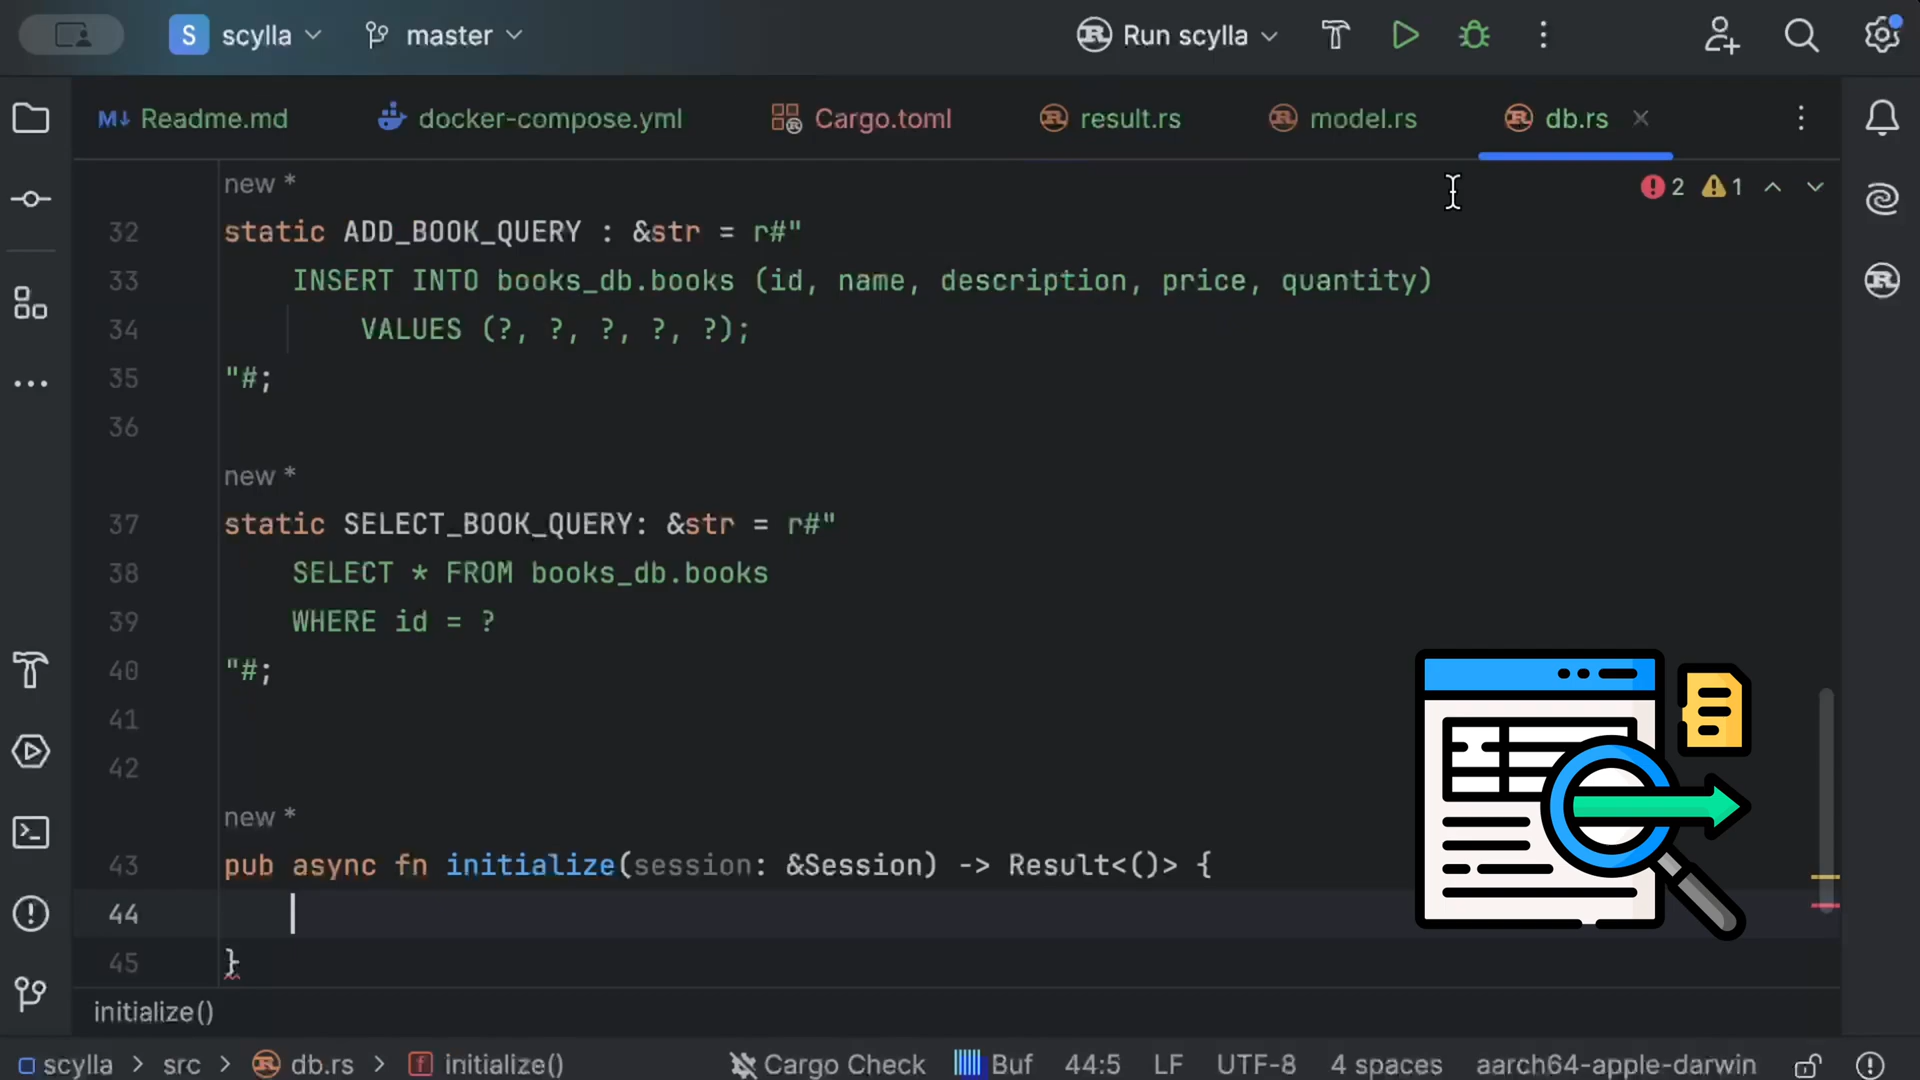 S scylla master Run scylla
Readme.md docker-compose.yml Cargo.toml result.rs model.rs db.rs
new * 2 1
32 static ADD_BOOK_QUERY : &str = r#"
33 INSERT INTO books_db.books (id, name, description, price, quantity)
34 VALUES (?, ?, ?, ?, ?);
35 "#;
36
new *
37 static SELECT_BOOK_QUERY: &str = r#"
38 SELECT * FROM books_db.books
39 WHERE id = ?
40 "#;
41
42
new *
43 pub async fn initialize(session: &Session) -> Result<()> {
44
45 }
initialize()
scylla > src > db.rs > f initialize() Cargo Check Buf 44:5 LF UTF-8 4 spaces aarch64-apple-darwin